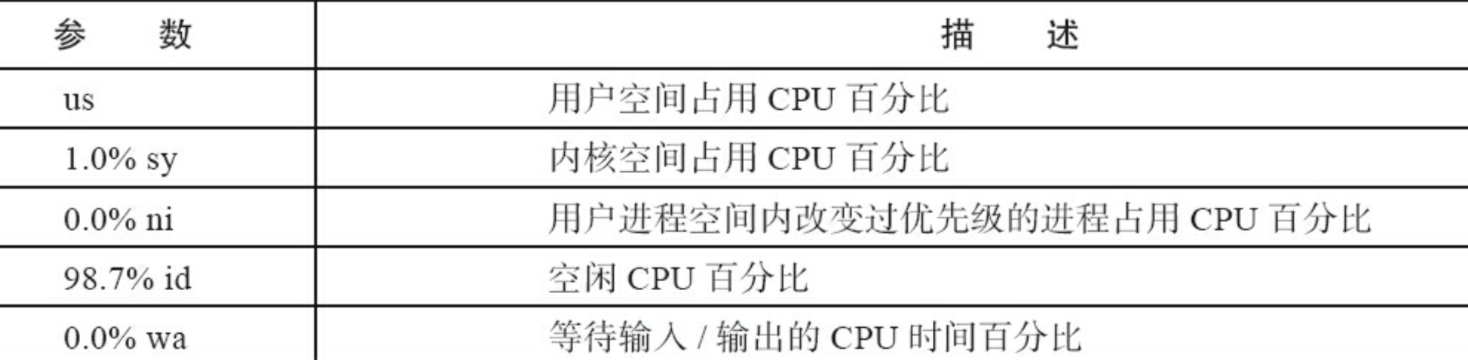 参 数 描 述
us 用户空间占用 CPU 百分比
1.0% sy 内核空间占用 CPU 百分比
0.0% ni 用户进程空间内改变过优先级的进程占用 CPU 百分比
98.7% id 空闲 CPU 百分比
0.0% wa 等待输入 / 输出的 CPU 时间百分比